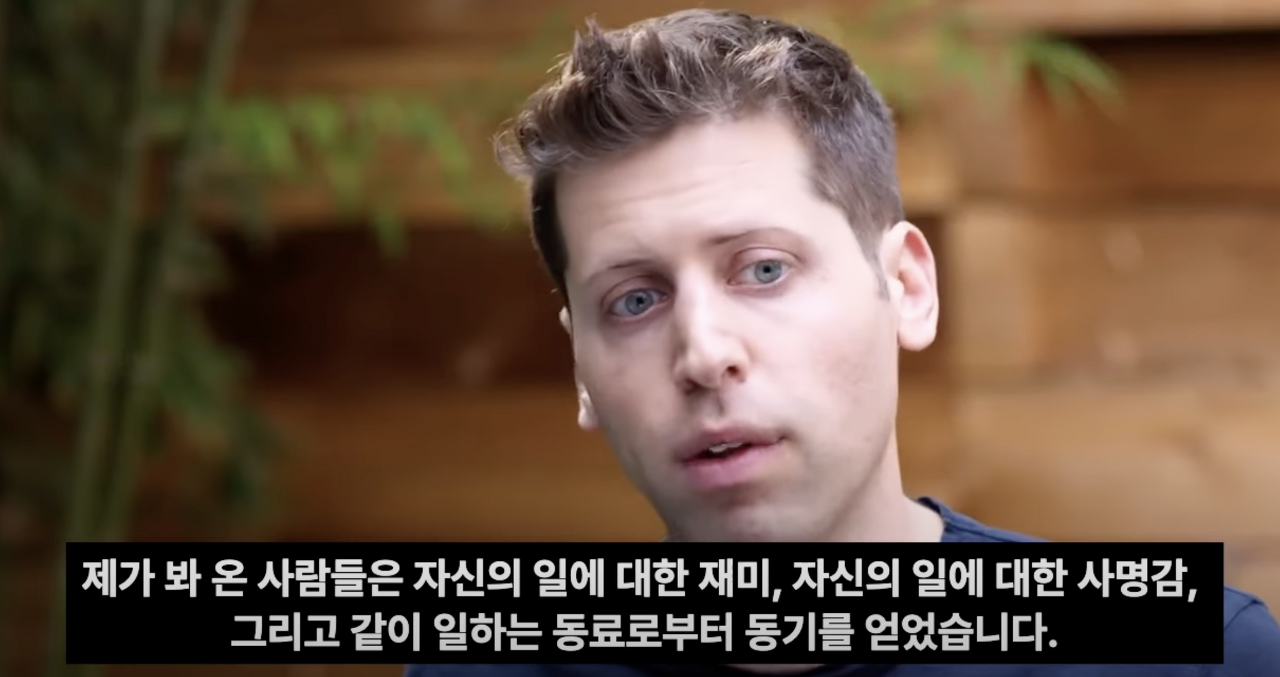 제가 봐 온 사람들은 자신의 일에 대한 재미, 자신의 일에 대한 사명감,
그리고 같이 일하는 동료로부터 동기를 얻었습니다.